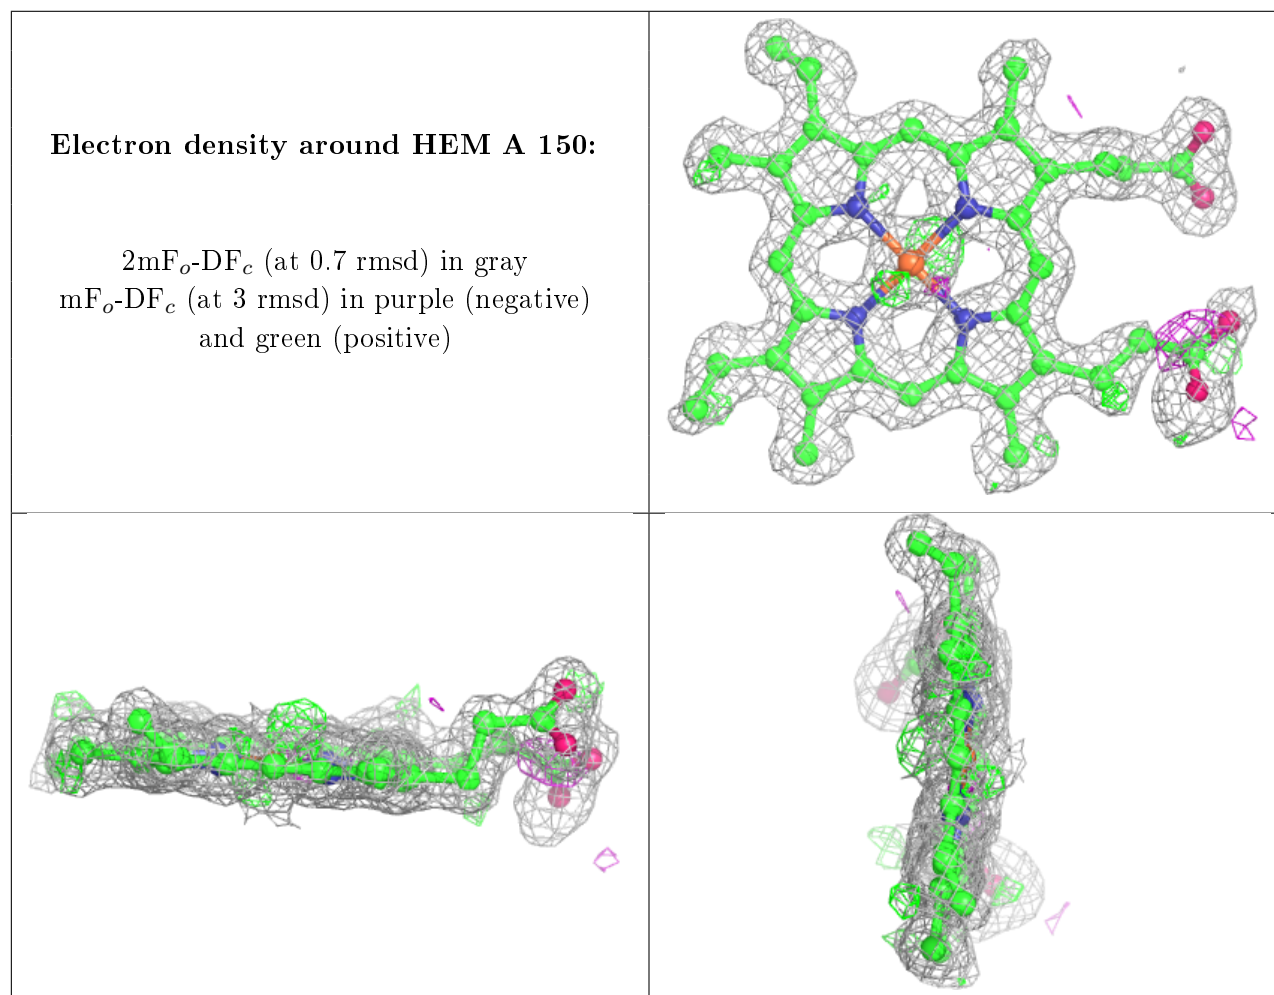 Electron density around HEM A 150:
2mFo-DFc (at 0.7 rmsd) in gray
mFo-DFc (at 3 rmsd) in purple (negative)
and green (positive)